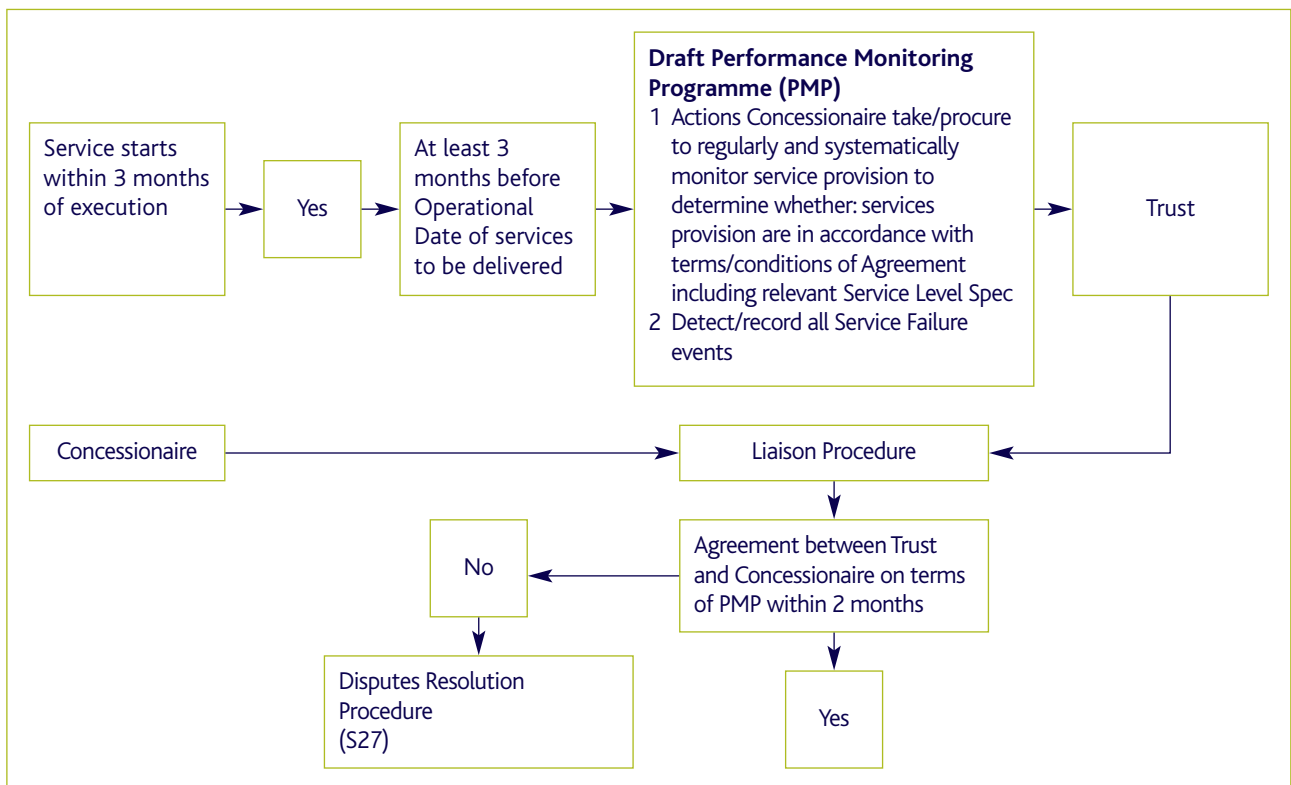 Service starts
within 3 months
of execution
Yes
At least 3
months before
Operational
Date of services
to be delivered
Draft Performance Monitoring
Programme (PMP)
1 Actions Concessionaire take/procure
to regularly and systematically
monitor service provision to
determine whether: services
provision are in accordance with
terms/conditions of Agreement
including relevant Service Level Spec
2 Detect/record all Service Failure
events
Trust
Concessionaire
Liaison Procedure
No
Agreement between Trust
and Concessionaire on terms
of PMP within 2 months
Disputes Resolution
Procedure
(S27)
Yes